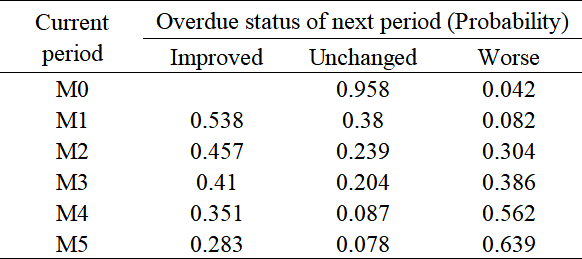 Current period Overdue status of next period (Probability)
Improved Unchanged Worse
M0 0.958 0.042
M1 0.538 0.38 0.082
M2 0.457 0.239 0.304
M3 0.41 0.204 0.386
M4 0.351 0.087 0.562
M5 0.283 0.078 0.639